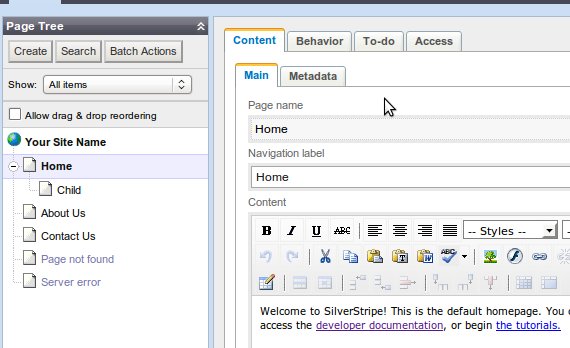 Page Tree
Create Search Batch Actions
Show: All items
Allow drag & drop reordering
Your Site Name
Home
Child
About Us
Contact Us
Page not found
Server error
Content Behavior To-do Access
Main Metadata
Page name
Home
Navigation label
Home
Content
B I U ABC -- Styles --
Welcome to SilverStripe! This is the default homepage. You
access the developer documentation, or begin the tutorials.